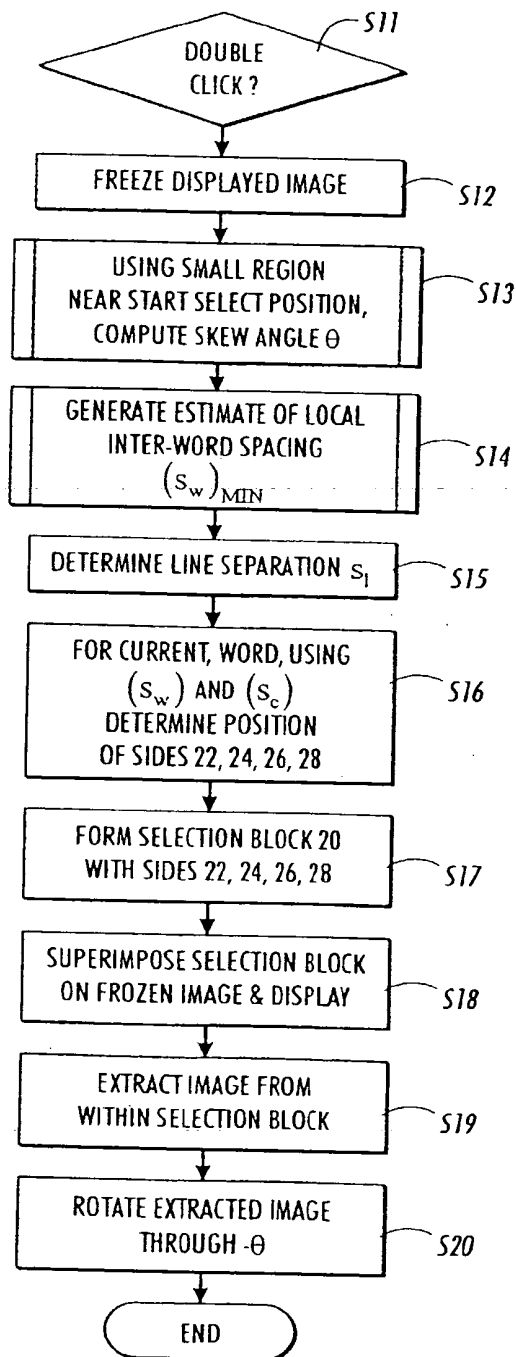 S11
DOUBLE
CLICK ?
FREEZE DISPLAYED IMAGE
S12
USING SMALL REGION
NEAR START SELECT POSITION,
COMPUTE SKEW ANGLE θ
S13
GENERATE ESTIMATE OF LOCAL
INTER-WORD SPACING
(S_w)_MIN
S14
DETERMINE LINE SEPARATION S_l
S15
FOR CURRENT, WORD, USING
(S_w) AND (S_c)
DETERMINE POSITION
OF SIDES 22, 24, 26, 28
S16
FORM SELECTION BLOCK 20
WITH SIDES 22, 24, 26, 28
S17
SUPERIMPOSE SELECTION BLOCK
ON FROZEN IMAGE & DISPLAY
S18
EXTRACT IMAGE FROM
WITHIN SELECTION BLOCK
S19
ROTATE EXTRACTED IMAGE
THROUGH -θ
S20
END